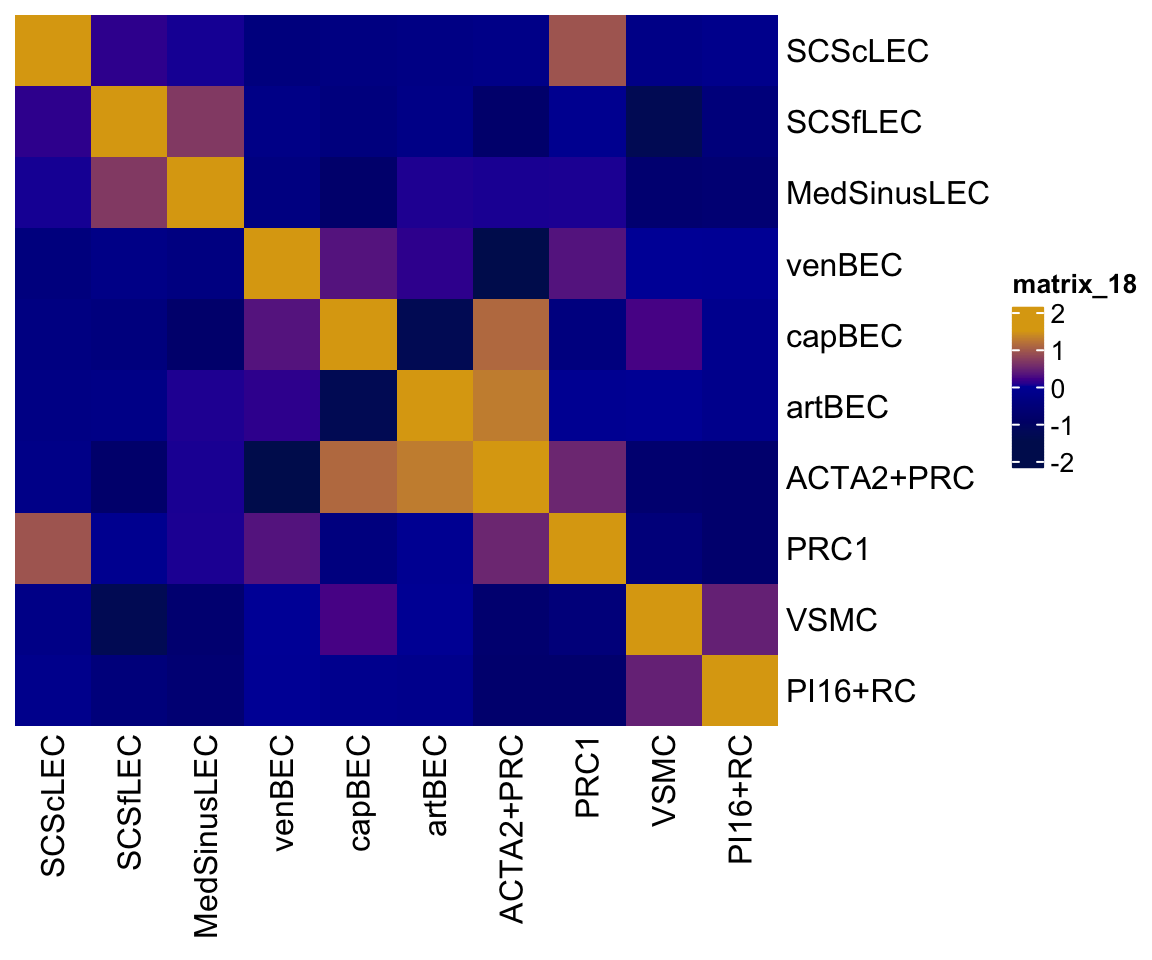 SCScLEC
SCSfLEC
MedSinusLEC
venBEC
capBEC
artBEC
ACTA2+PRC
PRC1
VSMC
PI16+RC
matrix_18
2
1
0
-1
-2
SCScLEC
SCSfLEC
MedSinusLEC
venBEC
capBEC
artBEC
ACTA2+PRC
PRC1
VSMC
PI16+RC